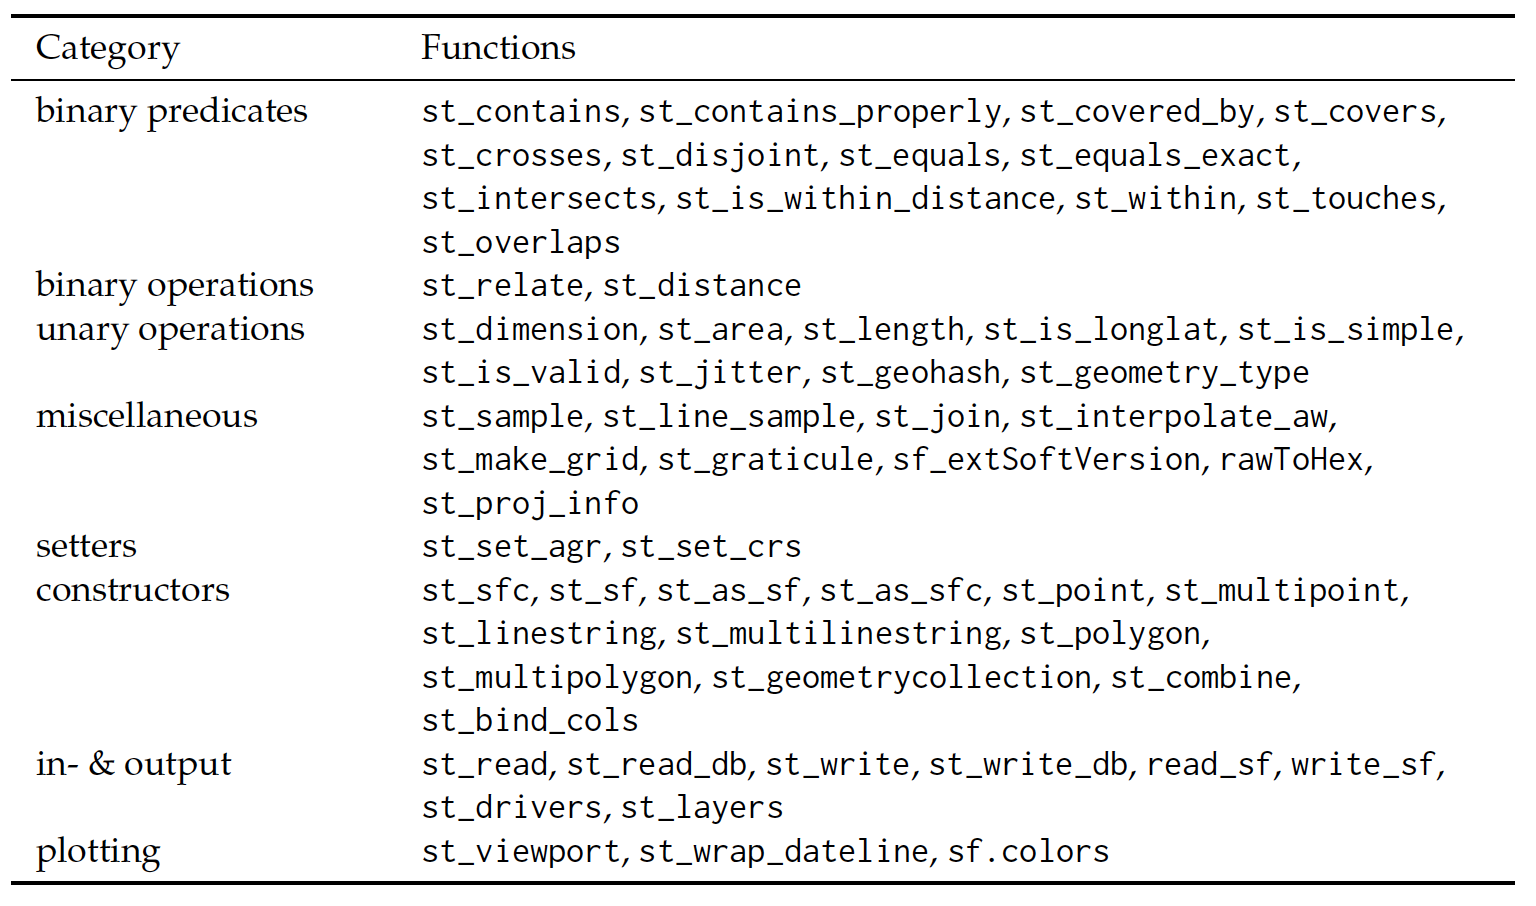 Category Functions
binary predicates st_contains, st_contains_properly, st_covered_by, st_covers,
st_crosses, st_disjoint, st_equals, st_equals_exact,
st_intersects, st_is_within_distance, st_within, st_touches,
st_overlaps
binary operations st_relate, st_distance
unary operations st_dimension, st_area, st_length, st_is_longlat, st_is_simple,
st_is_valid, st_jitter, st_geohash, st_geometry_type
miscellaneous st_sample, st_line_sample, st_join, st_interpolate_aw,
st_make_grid, st_graticule, sf_extSoftVersion, rawToHex,
st_proj_info
setters st_set_agr, st_set_crs
constructors st_sfc, st_sf, st_as_sf, st_as_sfc, st_point, st_multipoint,
st_linestring, st_multilinestring, st_polygon,
st_multipolygon, st_geometrycollection, st_combine,
st_bind_cols
in- & output st_read, st_read_db, st_write, st_write_db, read_sf, write_sf,
st_drivers, st_layers
plotting st_viewport, st_wrap_dateline, sf.colors